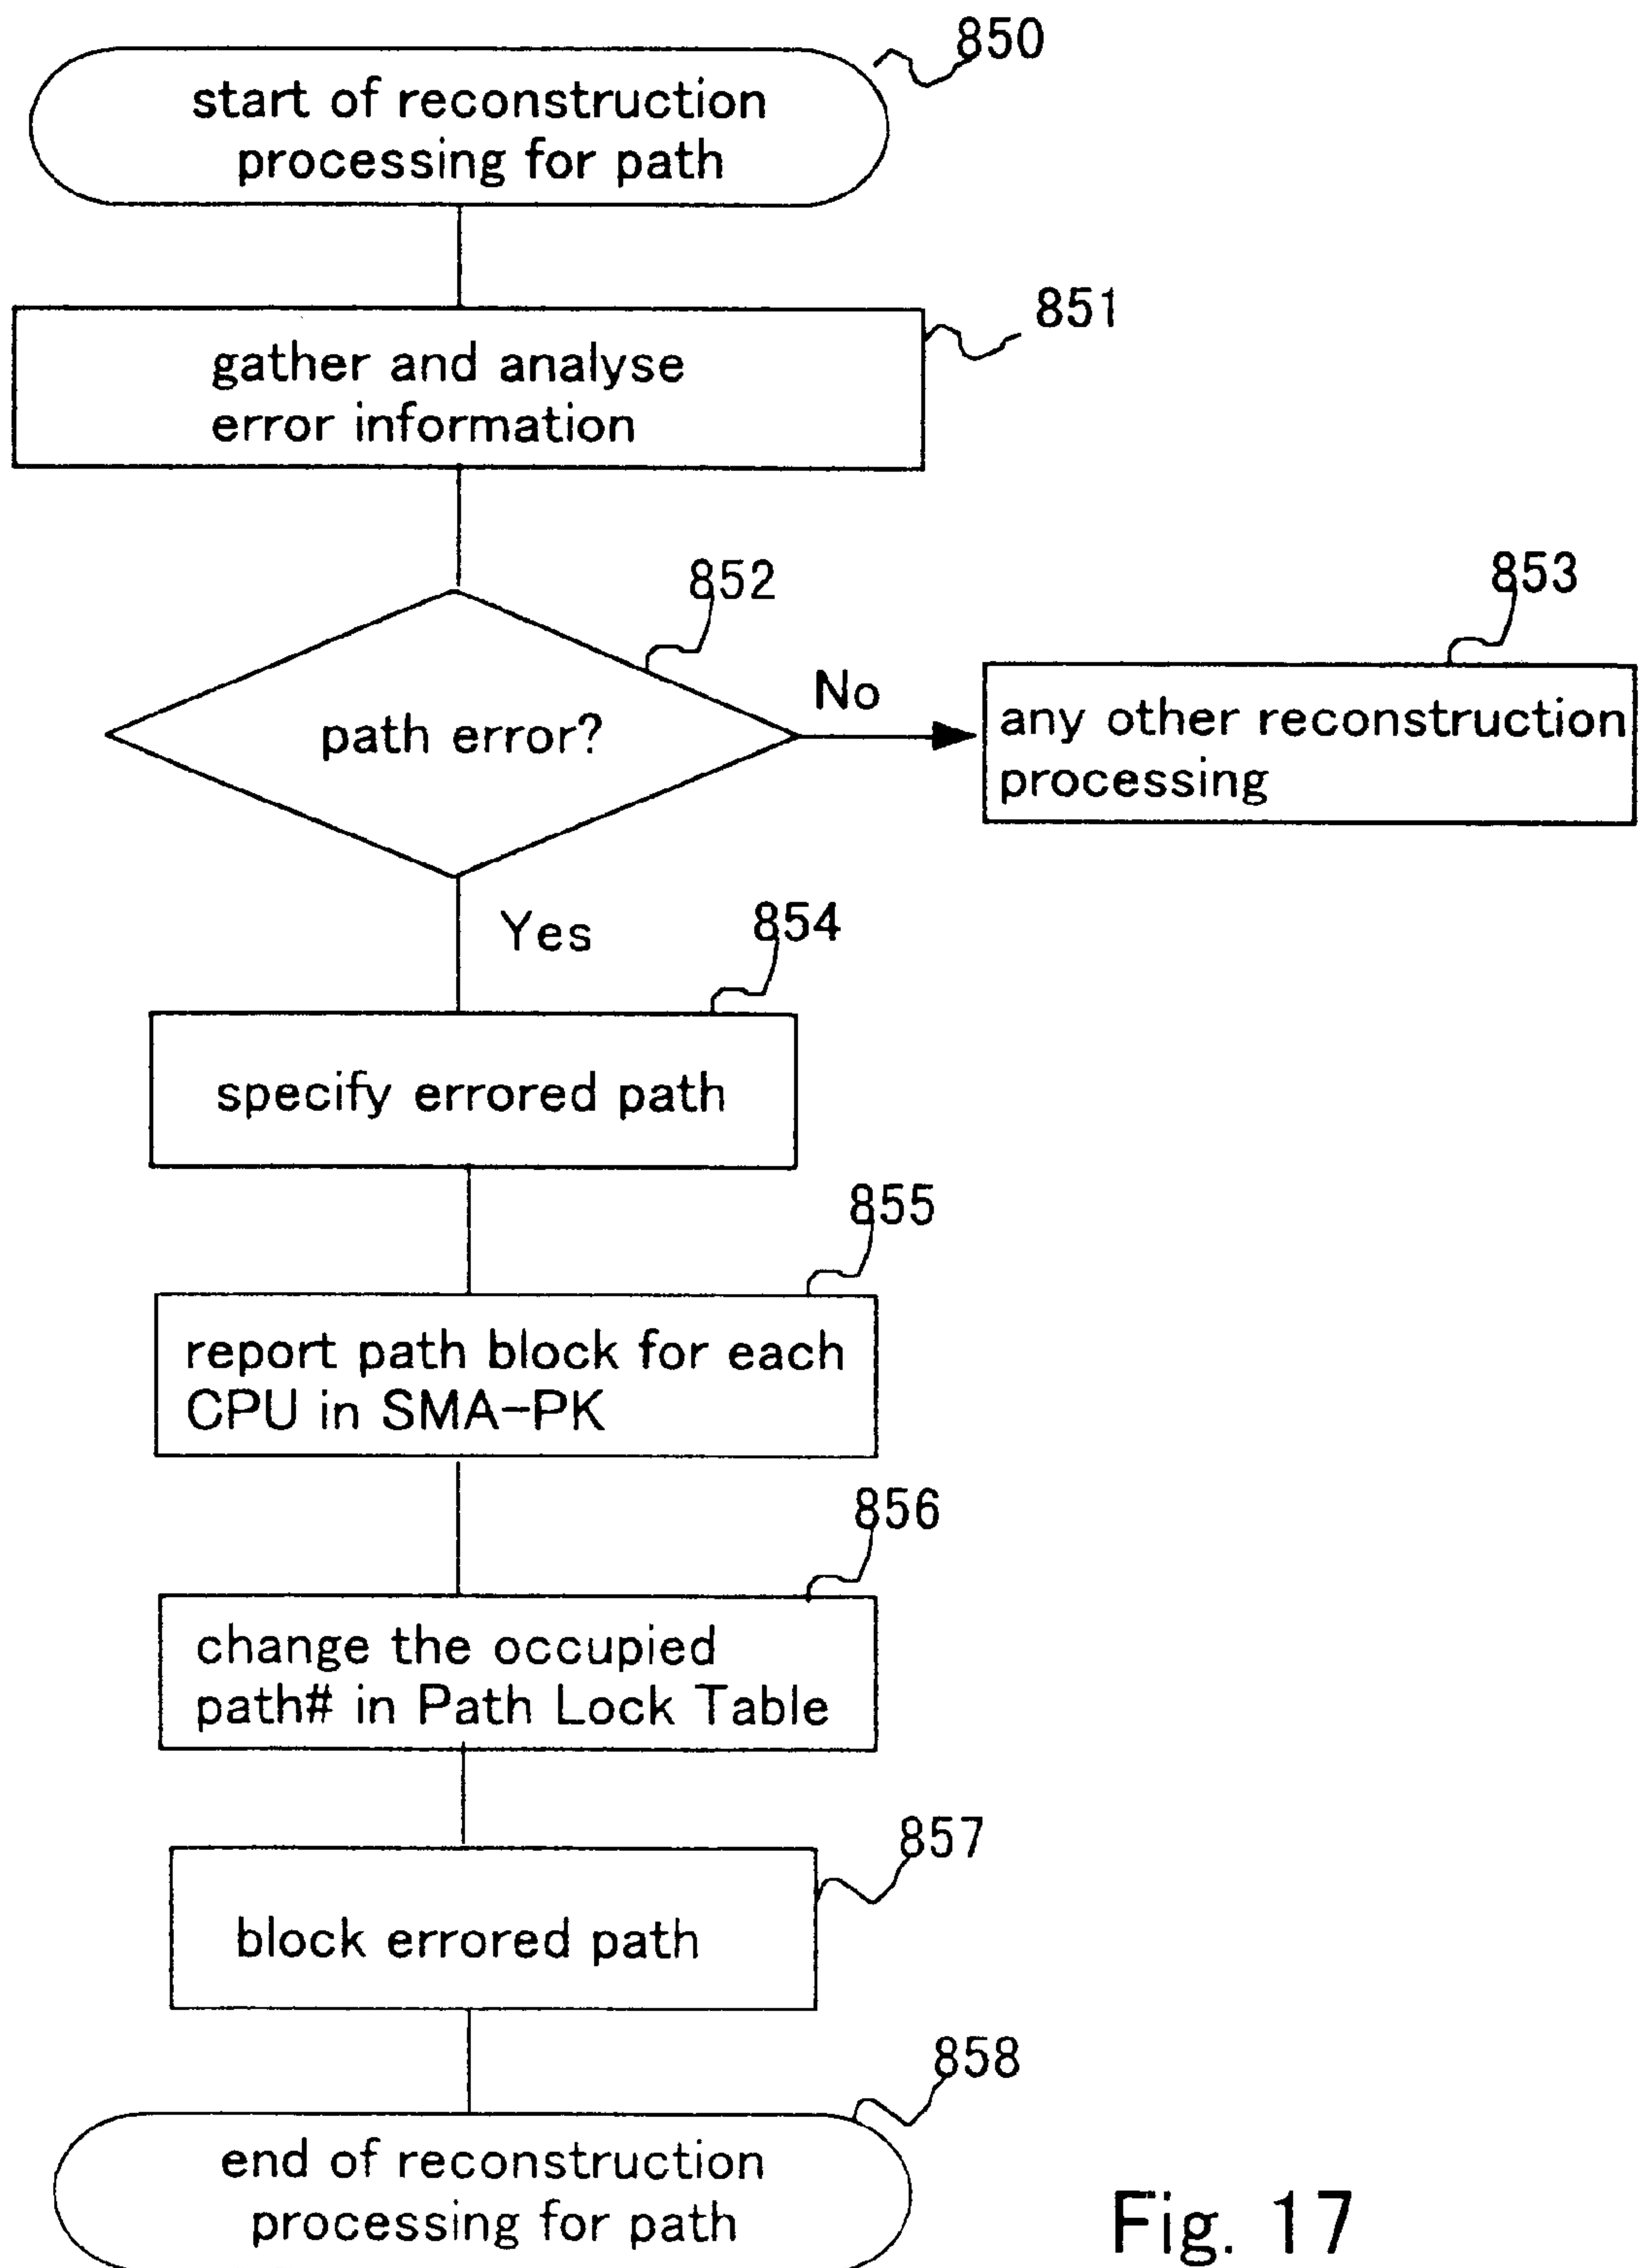 850
start of reconstruction
processing for path
851
gather and analyse
error information
852
path error?
No
853
any other reconstruction
processing
Yes
854
specify errored path
855
report path block for each
CPU in SMA-PK
856
change the occupied
path# in Path Lock Table
857
block errored path
858
end of reconstruction
processing for path
Fig. 17